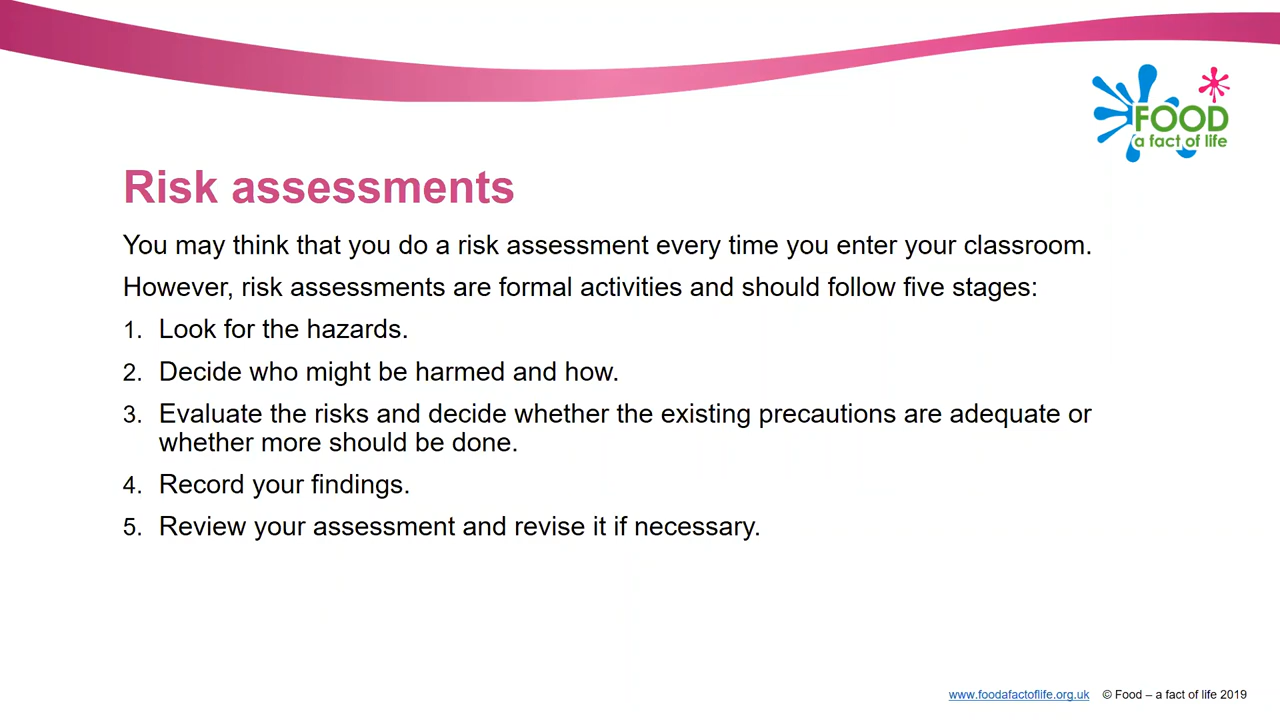 FOOD
a fact of life
Risk assessments
You may think that you do a risk assessment every time you enter your classroom.
However, risk assessments are formal activities and should follow five stages:
1. Look for the hazards.
2. Decide who might be harmed and how.
3. Evaluate the risks and decide whether the existing precautions are adequate or
whether more should be done.
4. Record your findings.
5. Review your assessment and revise it if necessary.
www.foodafactoflife.org.uk © Food – a fact of life 2019